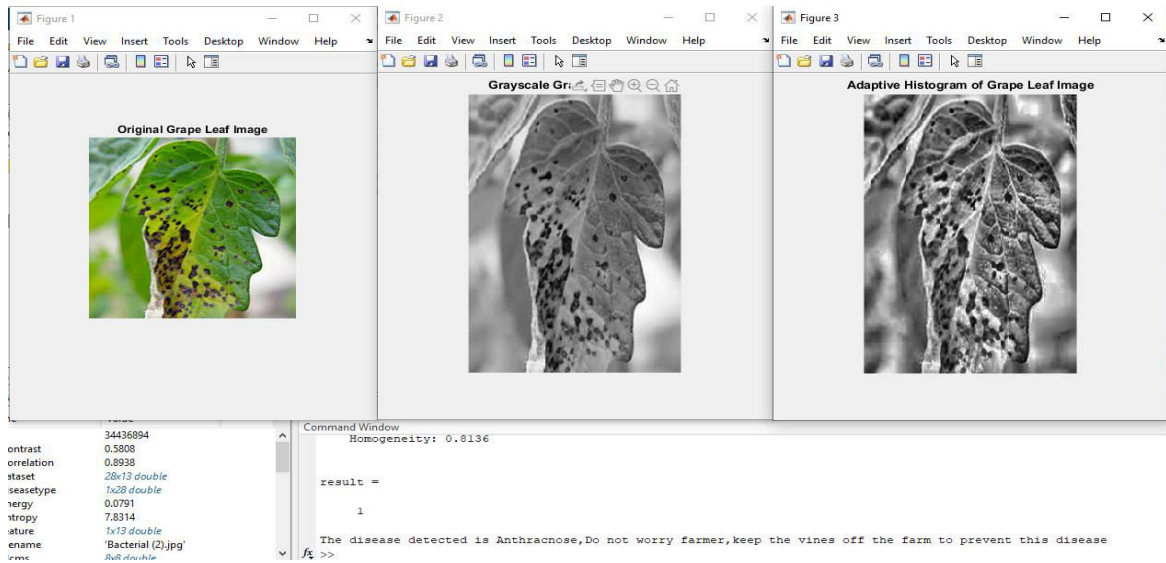 Figure 1
File Edit View Insert Tools Desktop Window Help
Original Grape Leaf Image
Figure 2
File Edit View Insert Tools Desktop Window Help
Grayscale
Figure 3
File Edit View Insert Tools Desktop Window Help
Adaptive Histogram of Grape Leaf Image
34436894
ontrast 0.5808
orrelation 0.8938
ataset 28x13 double
seasetype 1x28 double
nergy 0.0791
ntropy 7.8314
ature 1x13 double
ename 'Bacterial (2).jpg'
lcms 8x8 double
Command Window
Homogeneity: 0.8136
result =
1
The disease detected is Anthracnose,Do not worry farmer,keep the vines off the farm to prevent this disease
fx >>